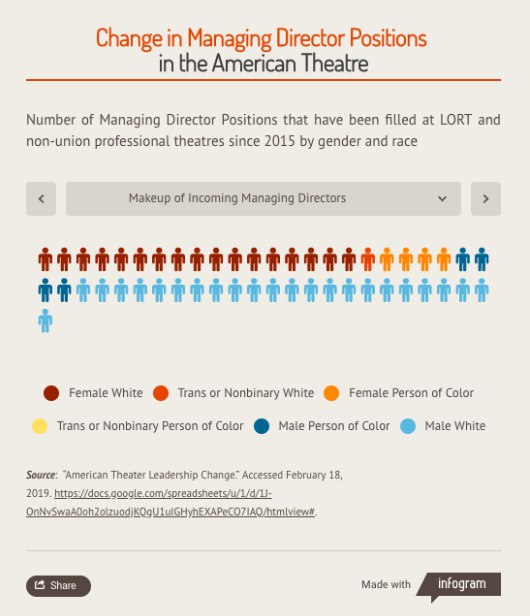 Change in Managing Director Positions
in the American Theatre
Number of Managing Director Positions that have been filled at LORT and
non-union professional theatres since 2015 by gender and race
Makeup of Incoming Managing Directors
Female White Trans or Nonbinary White Female Person of Color
Trans or Nonbinary Person of Color Male Person of Color Male White
Source: "American Theater Leadership Change." Accessed February 18,
2019. https://docs.google.com/spreadsheets/u/1/d/1J-
OnNvSwaA0oh2olzuodjKQgU1uIGHyhEXAPeCO7IAQ/htmlview#.
Share
Made with infogram